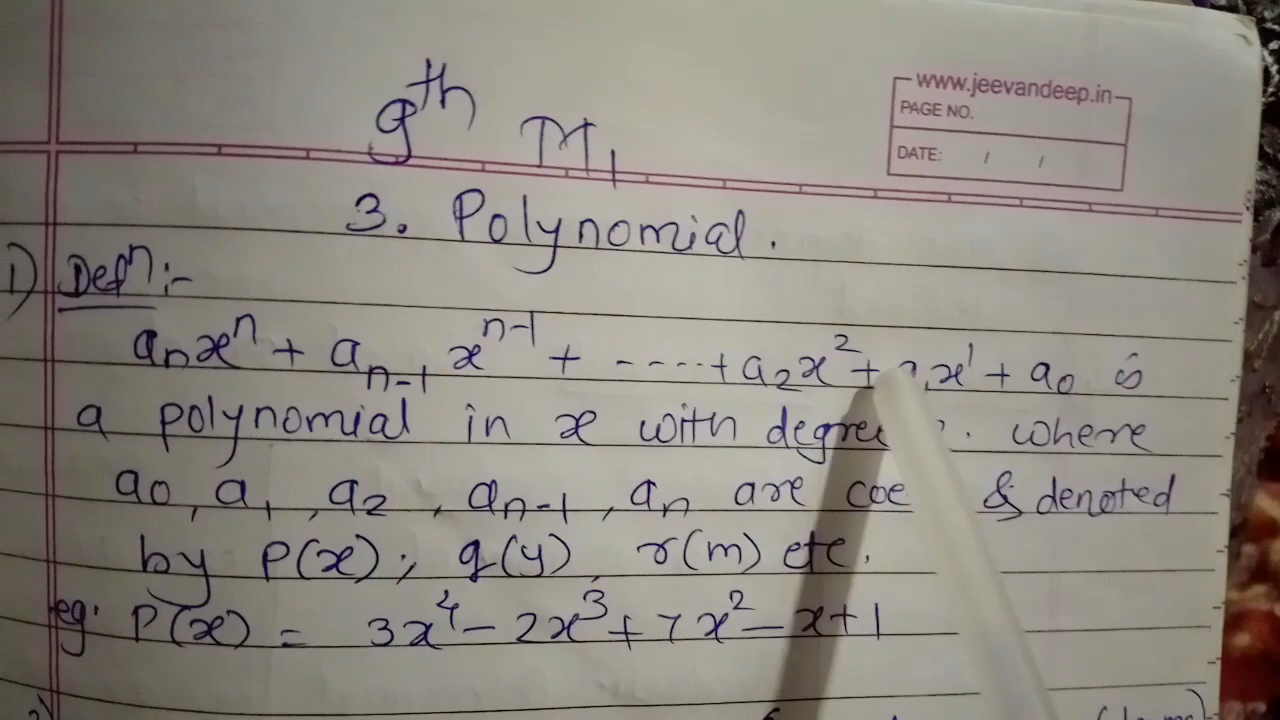 www.jeevandeep.in
PAGE NO.
DATE: / /
9th M1
3. Polynomial.
1) Defn :-
aₙxⁿ + aₙ₋₁ xⁿ⁻¹ + -----+ a₂x² + x¹ + a₀ is
a polynomial in x with degree where
a₀, a₁, a₂, aₙ₋₁, aₙ are coe & denoted
by P(x), q(y), r(m) etc.
eg. P(x) = 3x⁴ - 2x³ + 7x² - x + 1